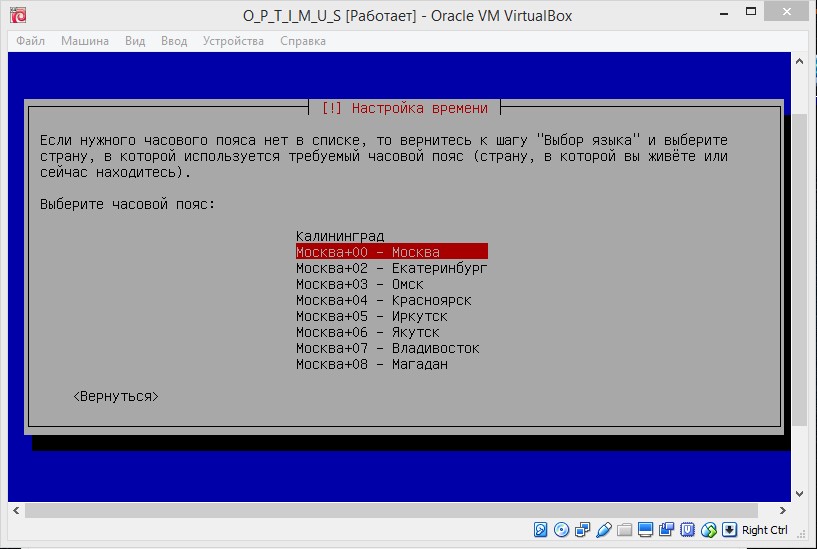 O_P_T_I_M_U_S [Работает] - Oracle VM VirtualBox
Файл Машина Вид Ввод Устройства Справка
[!] Настройка времени
Если нужного часового пояса нет в списке, то вернитесь к шагу "Выбор языка" и выберите
страну, в которой используется требуемый часовой пояс (страну, в которой вы живёте или
сейчас находитесь).
Выберите часовой пояс:
Калининград
Москва+00 - Москва
Москва+02 - Екатеринбург
Москва+03 - Омск
Москва+04 - Красноярск
Москва+05 - Иркутск
Москва+06 - Якутск
Москва+07 - Владивосток
Москва+08 - Магадан
<Вернуться>
Right Ctrl